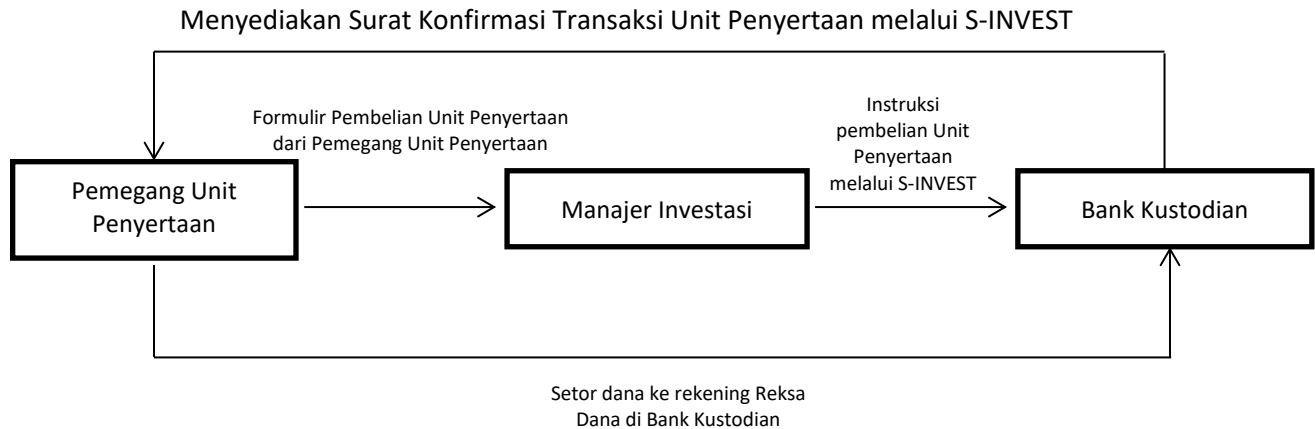 Menyediakan Surat Konfirmasi Transaksi Unit Penyertaan melalui S-INVEST
Formulir Pembelian Unit Penyertaan
dari Pemegang Unit Penyertaan
Instruksi
pembelian Unit
Penyertaan
melalui S-INVEST
Pemegang Unit
Penyertaan
Manajer Investasi
Bank Kustodian
Setor dana ke rekening Reksa
Dana di Bank Kustodian